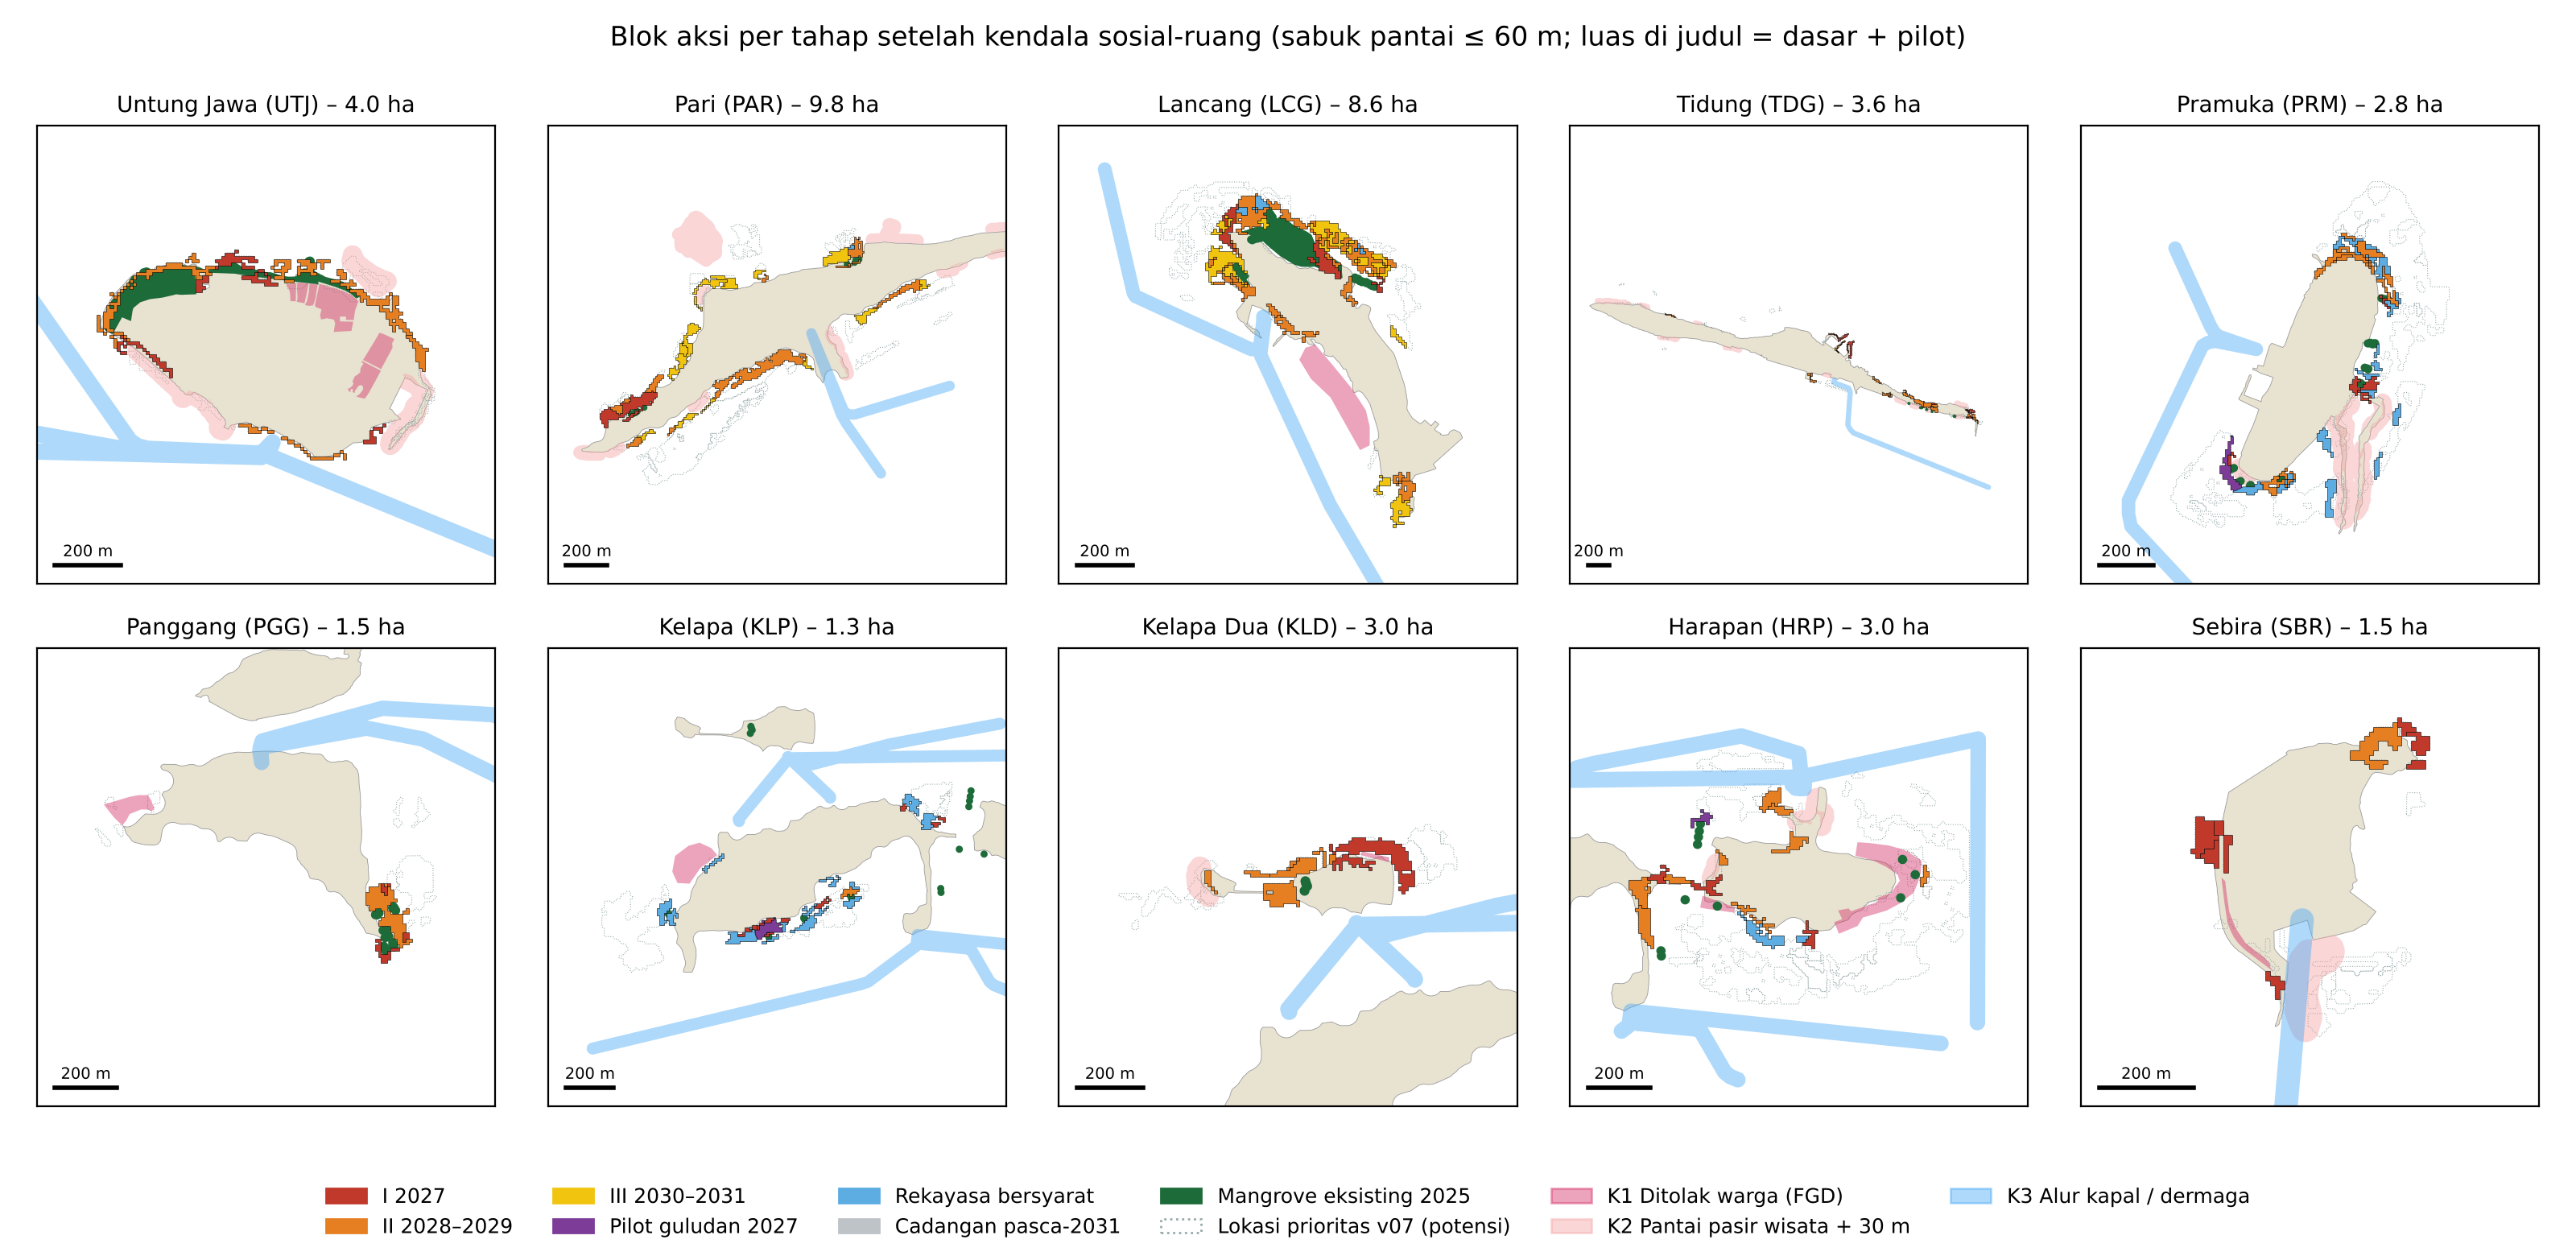 Blok aksi per tahap setelah kendala sosial-ruang (sabuk pantai ≤ 60 m; luas di judul = dasar + pilot)
Untung Jawa (UTJ) – 4.0 ha
Pari (PAR) – 9.8 ha
Lancang (LCG) – 8.6 ha
Tidung (TDG) – 3.6 ha
Pramuka (PRM) – 2.8 ha
200 m
200 m
200 m
200 m
200 m
Panggang (PGG) – 1.5 ha
Kelapa (KLP) – 1.3 ha
Kelapa Dua (KLD) – 3.0 ha
Harapan (HRP) – 3.0 ha
Sebira (SBR) – 1.5 ha
200 m
200 m
200 m
200 m
200 m
I 2027
II 2028–2029
III 2030–2031
Pilot guludan 2027
Rekayasa bersyarat
Cadangan pasca-2031
Mangrove eksisting 2025
Lokasi prioritas v07 (potensi)
K1 Ditolak warga (FGD)
K2 Pantai pasir wisata + 30 m
K3 Alur kapal / dermaga